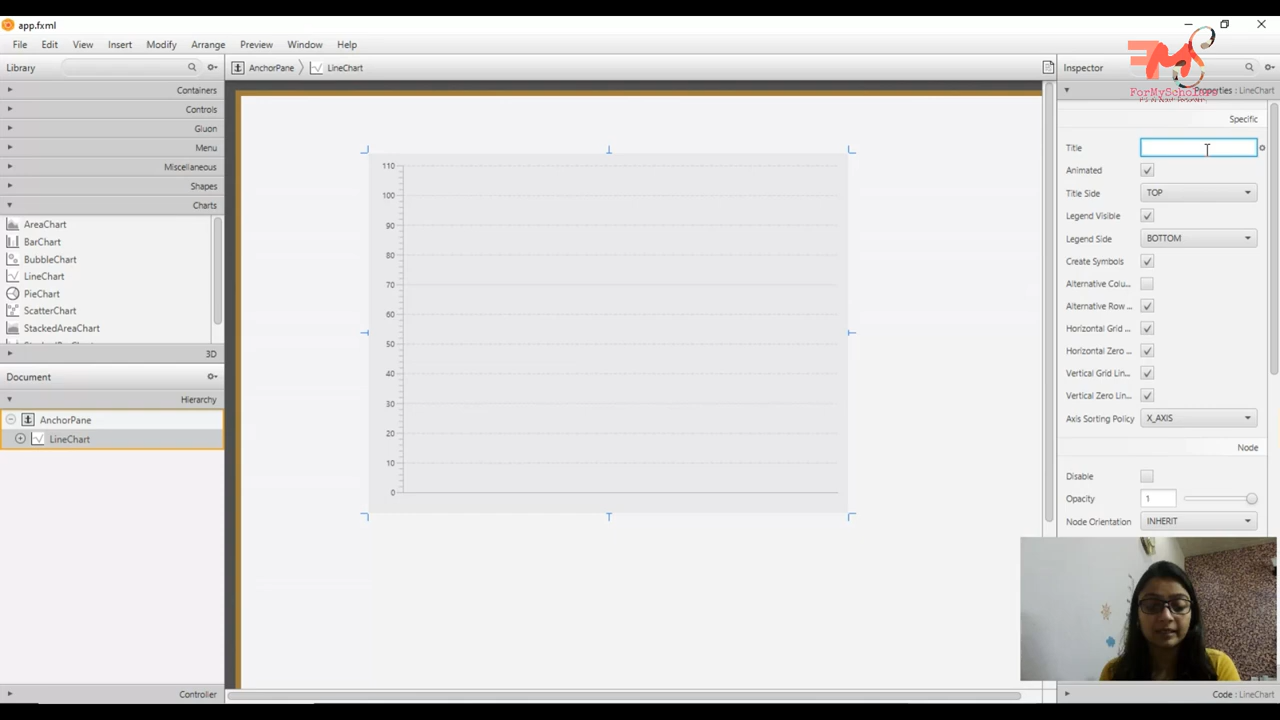 app.fxml
File Edit View Insert Modify Arrange Preview Window Help
Library
AnchorPane LineChart
Inspector
FMS
ForMyScholars
Containers
Controls
Gluon
Menu
Miscellaneous
Shapes
Charts
AreaChart
BarChart
BubbleChart
LineChart
PieChart
ScatterChart
StackedAreaChart
3D
Document
Hierarchy
AnchorPane
LineChart
Controller
110
100
90
80
70
60
50
40
30
20
10
0
Properties : LineChart
Specific
Title
Animated
Title Side TOP
Legend Visible
Legend Side BOTTOM
Create Symbols
Alternative Colu...
Alternative Row ...
Horizontal Grid ...
Horizontal Zero ...
Vertical Grid Lin...
Vertical Zero Lin...
Axis Sorting Policy X_AXIS
Node
Disable
Opacity 1
Node Orientation INHERIT
Code : LineChart